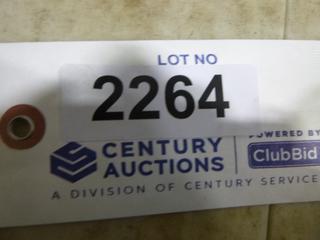 LOT NO
2264
CENTURY
AUCTIONS
POWERED BY
ClubBid
A DIVISION OF CENTURY SERVICE